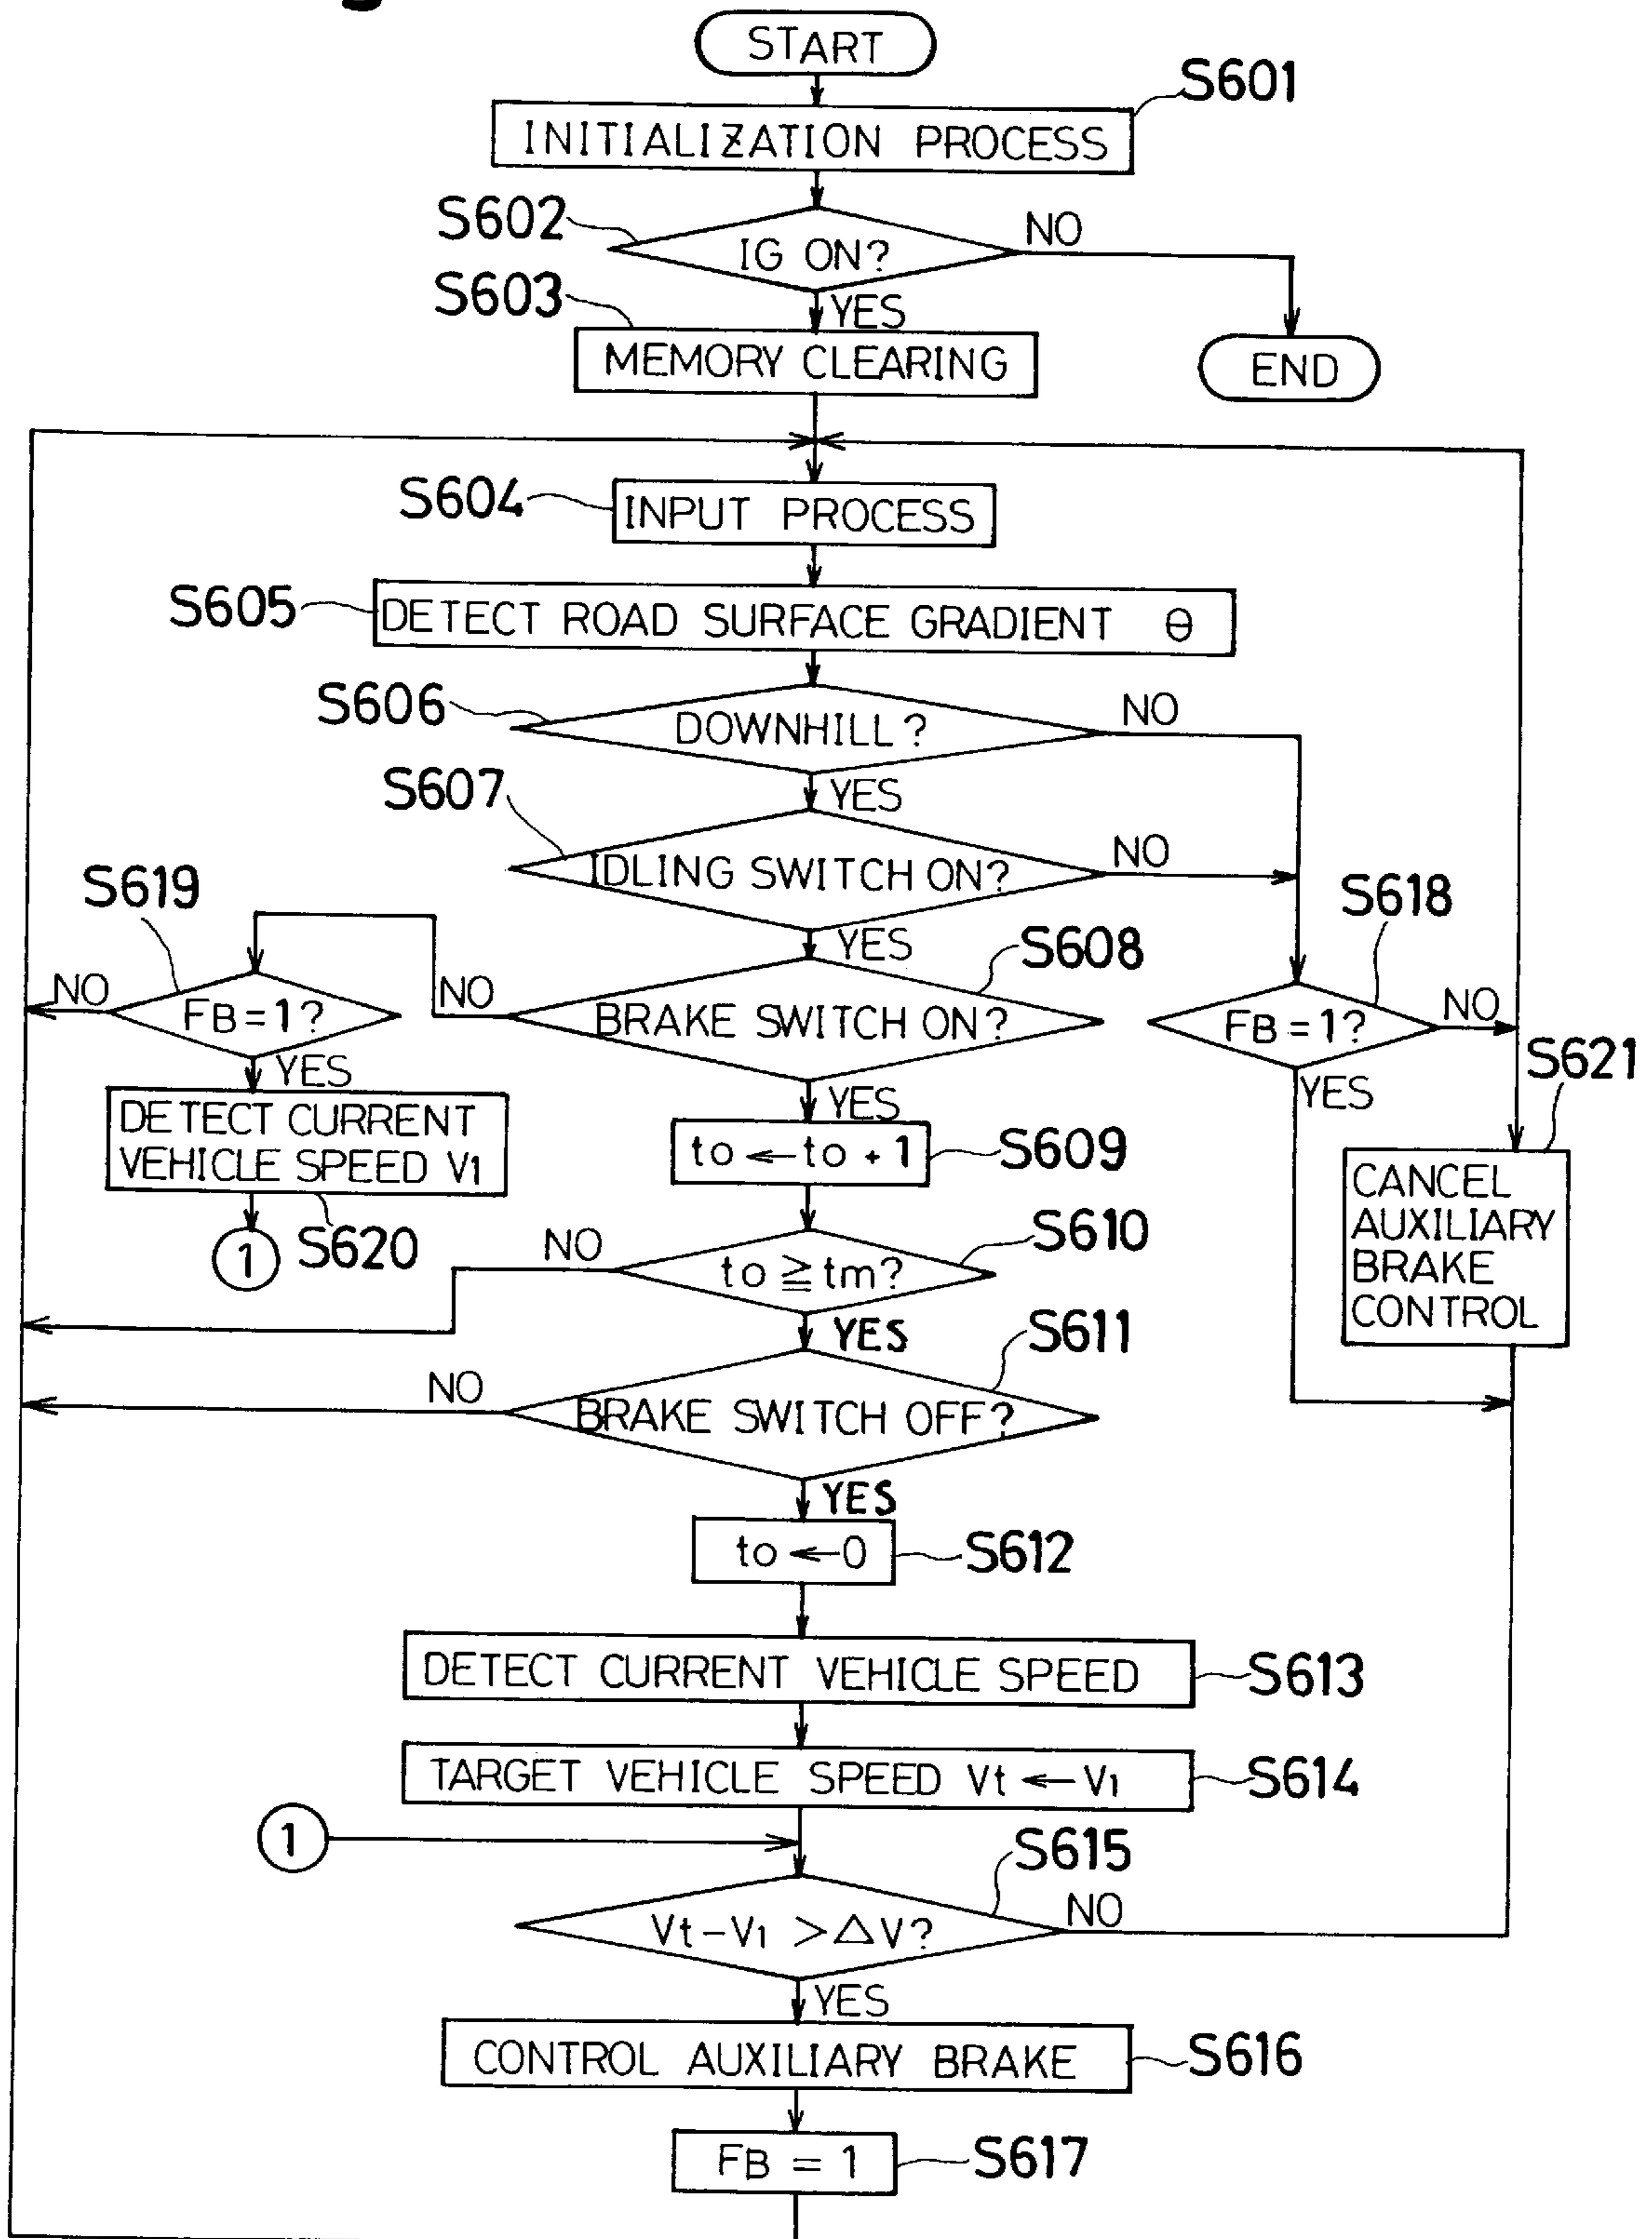 START
S601
INITIALIZATION PROCESS
S602
IG ON?
NO
S603
YES
MEMORY CLEARING
END
S604
INPUT PROCESS
S605
DETECT ROAD SURFACE GRADIENT θ
S606
DOWNHILL?
NO
S607
YES
IDLING SWITCH ON?
NO
S619
S618
YES
S608
NO
FB=1?
NO
BRAKE SWITCH ON?
FB=1?
NO
S621
YES
YES
YES
DETECT CURRENT
VEHICLE SPEED V1
to ← to + 1
S609
CANCEL
AUXILIARY
BRAKE
CONTROL
1
S620
NO
to ≧ tm?
S610
YES
S611
NO
BRAKE SWITCH OFF?
YES
to ← 0
S612
DETECT CURRENT VEHICLE SPEED
S613
TARGET VEHICLE SPEED Vt ← V1
S614
1
S615
Vt-V1 > △V?
NO
YES
CONTROL AUXILIARY BRAKE
S616
FB = 1
S617